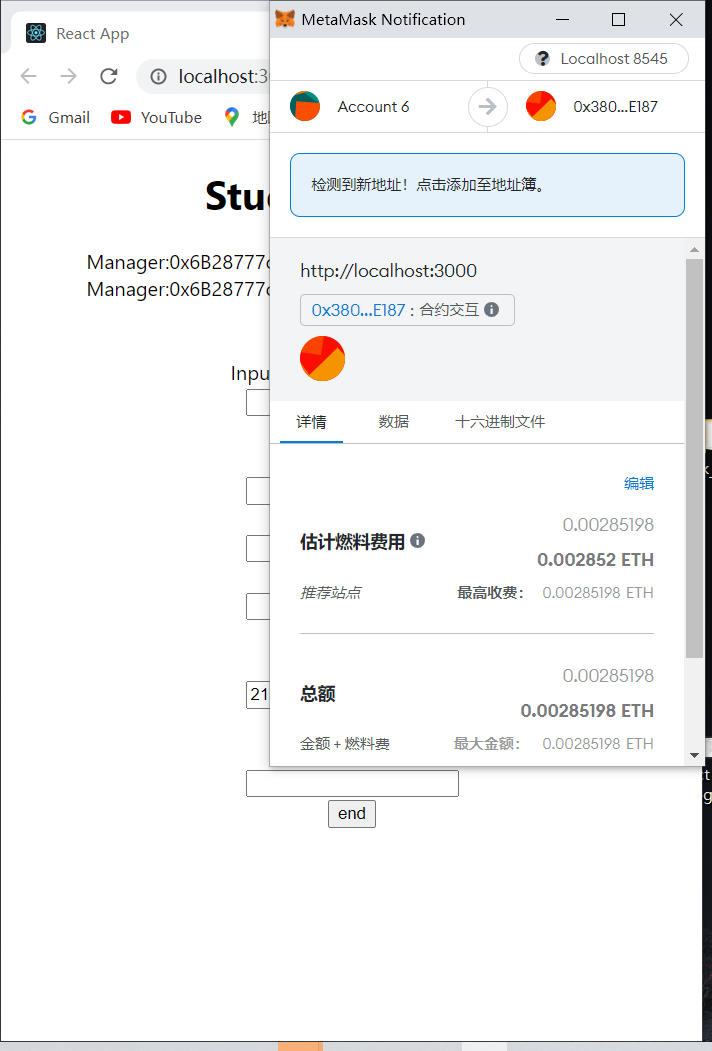 React App
MetaMask Notification
localhost:3
Localhost 8545
Gmail
YouTube
Account 6
0x380...E187
检测到新地址！点击添加至地址簿。
Manager:0x6B28777
Manager:0x6B28777
http://localhost:3000
0x380...E187 : 合约交互
Inpu
详情
数据
十六进制文件
编辑
0.00285198
估计燃料费用
0.002852 ETH
推荐站点
最高收费：
0.00285198 ETH
0.00285198
总额
21
0.00285198 ETH
金额 + 燃料费
最大金额：
0.00285198 ETH
end